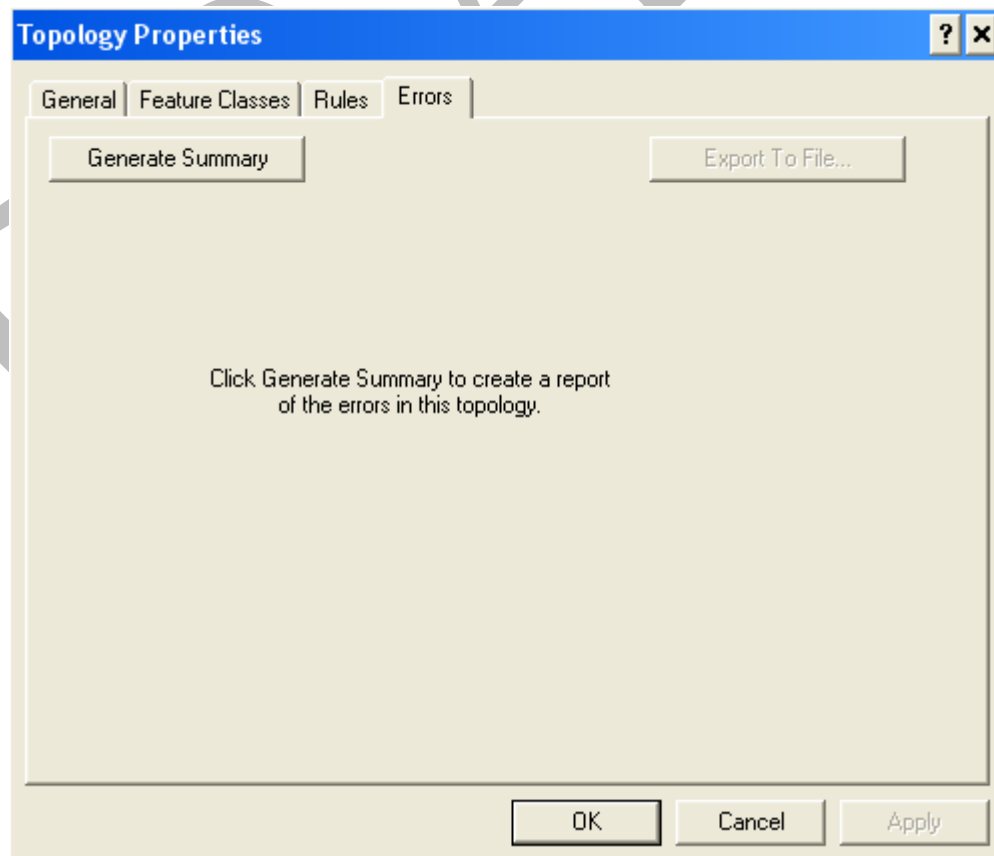 Topology Properties
? ×
General Feature Classes Rules Errors
Generate Summary Export To File...
Click Generate Summary to create a report
of the errors in this topology.
OK Cancel Apply